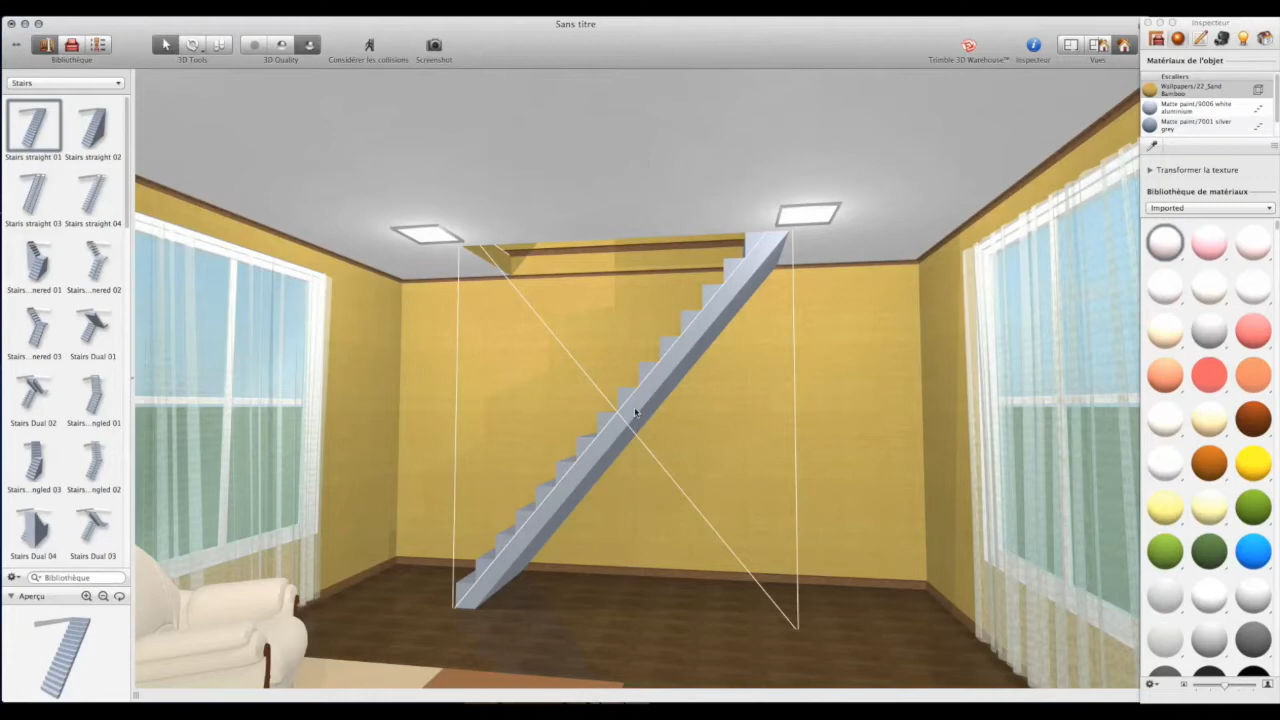 Sans titre
Inspecteur
Bibliothèque
3D Tools
3D Quality
Considérer les collisions
Screenshot
Trimble 3D Warehouse™
Inspecteur
Vues
Stairs
Stairs straight 01
Stairs straight 02
Stairs straight 03
Stairs straight 04
Stairs...nered 01
Stairs...nered 02
Stairs...nered 03
Stairs Dual 01
Stairs Dual 02
Stairs...ngled 01
Stairs...ngled 03
Stairs...ngled 02
Stairs Dual 04
Stairs Dual 03
Bibliothèque
Aperçu
Matériaux de l'objet
Escaliers
Wallpapers/22_Sand
Bamboo
Matte paint/9006 white
aluminium
Matte paint/7001 silver
grey
Transformer la texture
Bibliothèque de matériaux
Imported